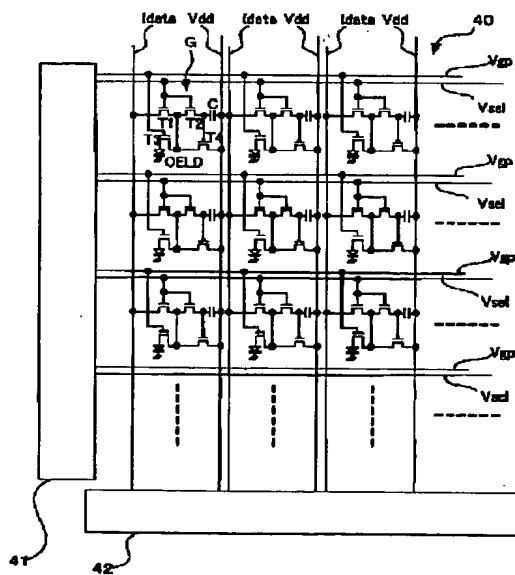 Idata Vdd Idata Vdd Idata Vdd
40
G
Vgp
Vsel
C
T1 T2
T3 T4
OELD
Vgp
Vsel
Vgp
Vsel
Vgp
Vsel
41
42